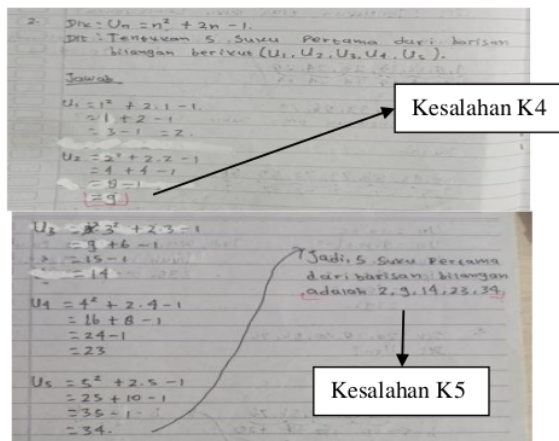 2. Dik : Un = n² + 2n - 1.
Dit : Tentukan 5 suku pertama dari barisan
bilangan berikut (U₁, U₂, U₃, U₄, U₅).
Jawab
U₁ = 1² + 2.1 - 1.
= 1 + 2 - 1
= 3 - 1 = 2.
U₂ = 2² + 2.2 - 1
= 4 + 4 - 1
= 8 - 1
= 9
Kesalahan K4
U₃ = 3² + 2.3 - 1
= 9 + 6 - 1
= 15 - 1
= 14
U₄ = 4² + 2.4 - 1
= 16 + 8 - 1
= 24 - 1
= 23
U₅ = 5² + 2.5 - 1
= 25 + 10 - 1
= 35 - 1
= 34.
Jadi, 5 suku pertama
dari barisan bilangan
adalah 2, 9, 14, 23, 34,
Kesalahan K5